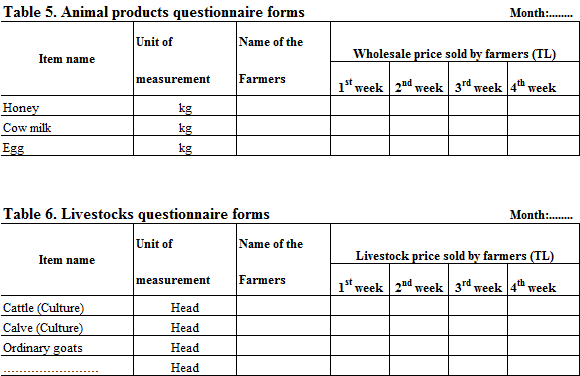 Table 5. Animal products questionnaire forms Month:........
Item name Unit of measurement Name of the Farmers Wholesale price sold by farmers (TL)
1st week 2nd week 3rd week 4th week
Honey kg
Cow milk kg
Egg kg
Table 6. Livestocks questionnaire forms Month:........
Item name Unit of measurement Name of the Farmers Livestock price sold by farmers (TL)
1st week 2nd week 3rd week 4th week
Cattle (Culture) Head
Calve (Culture) Head
Ordinary goats Head
........................ Head